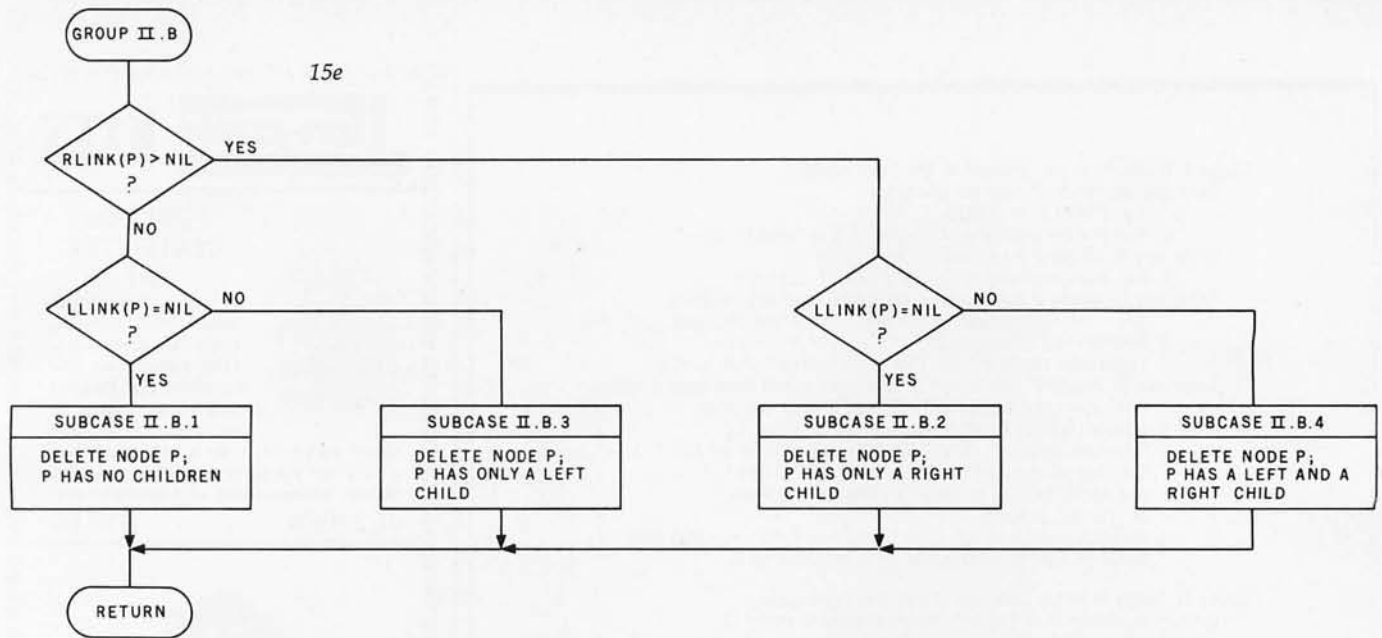 GROUP II.B
15e
RLINK(P)> NIL
?
YES
NO
LLINK(P)=NIL
?
NO
YES
LLINK(P)=NIL
?
NO
YES
SUBCASE II.B.1
DELETE NODE P;
P HAS NO CHILDREN
SUBCASE II.B.3
DELETE NODE P;
P HAS ONLY A LEFT
CHILD
SUBCASE II.B.2
DELETE NODE P;
P HAS ONLY A RIGHT
CHILD
SUBCASE II.B.4
DELETE NODE P;
P HAS A LEFT AND A
RIGHT CHILD
RETURN